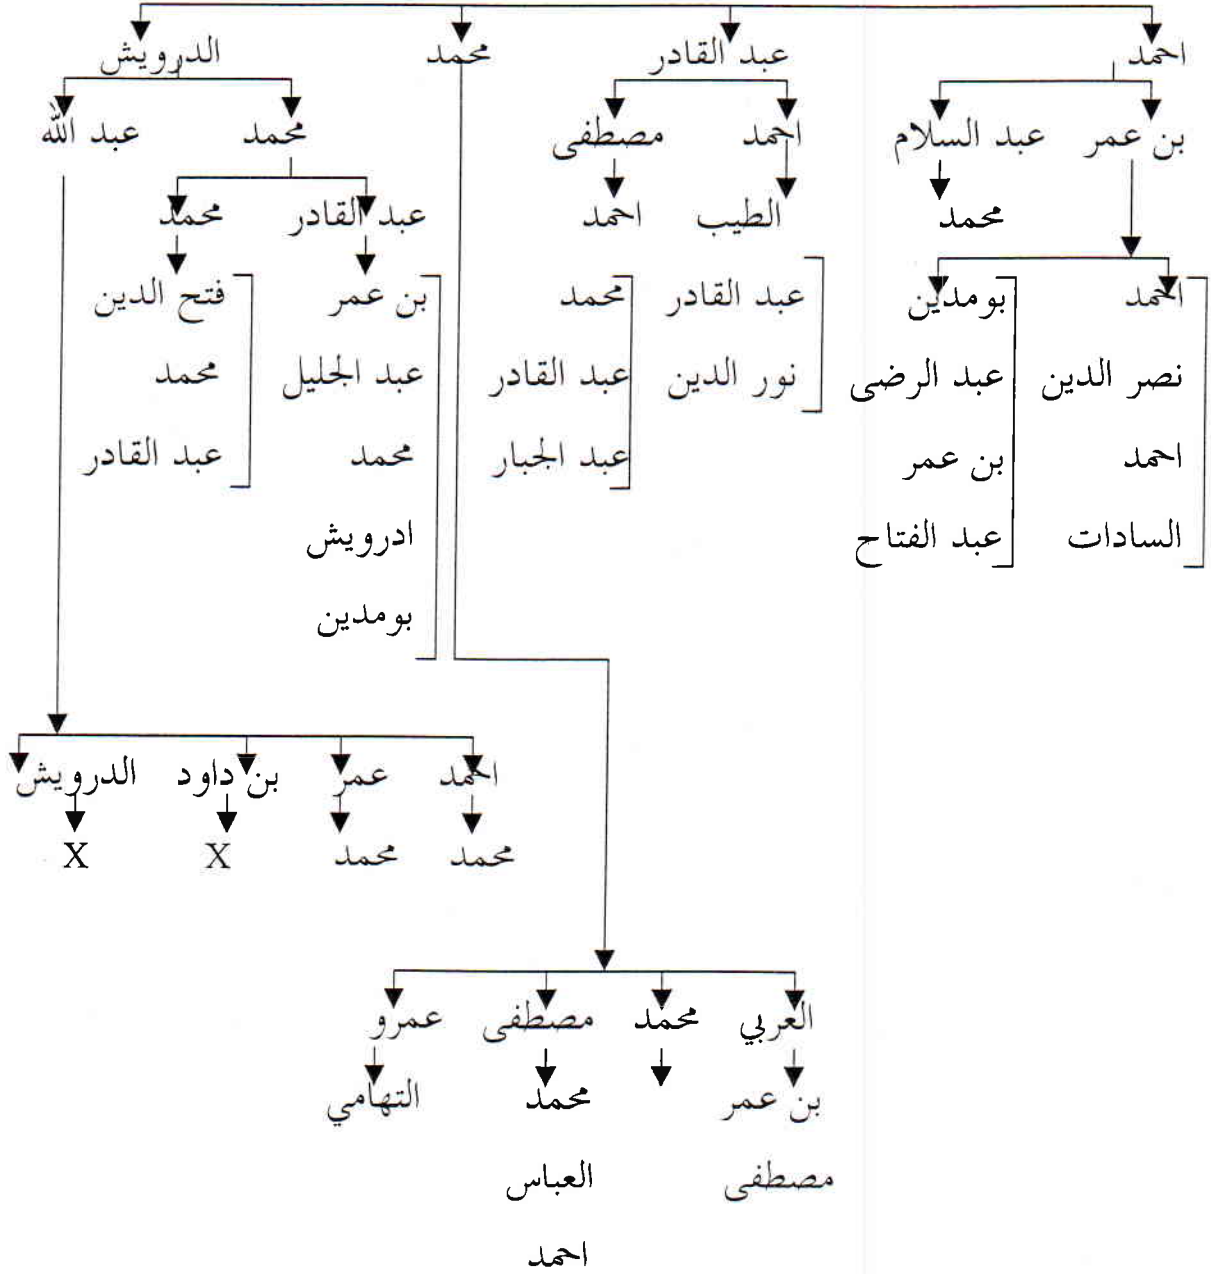 احمد عبد القادر محمد الدرويش
بن عمر عبد السلام احمد مصطفى محمد عبد الله
محمد الطيب احمد عبد القادر محمد
احمد بومدين عبد القادر محمد بن عمر فتح الدين
نصر الدين عبد الرضى نور الدين عبد القادر عبد الجليل محمد
احمد بن عمر عبد الجبار محمد عبد القادر
السادات عبد الفتاح ادرويش
بومدين
احمد عمر بن داود الدرويش
محمد محمد X X
العربي محمد مصطفى عمرو
بن عمر محمد التهامي
مصطفى العباس
احمد